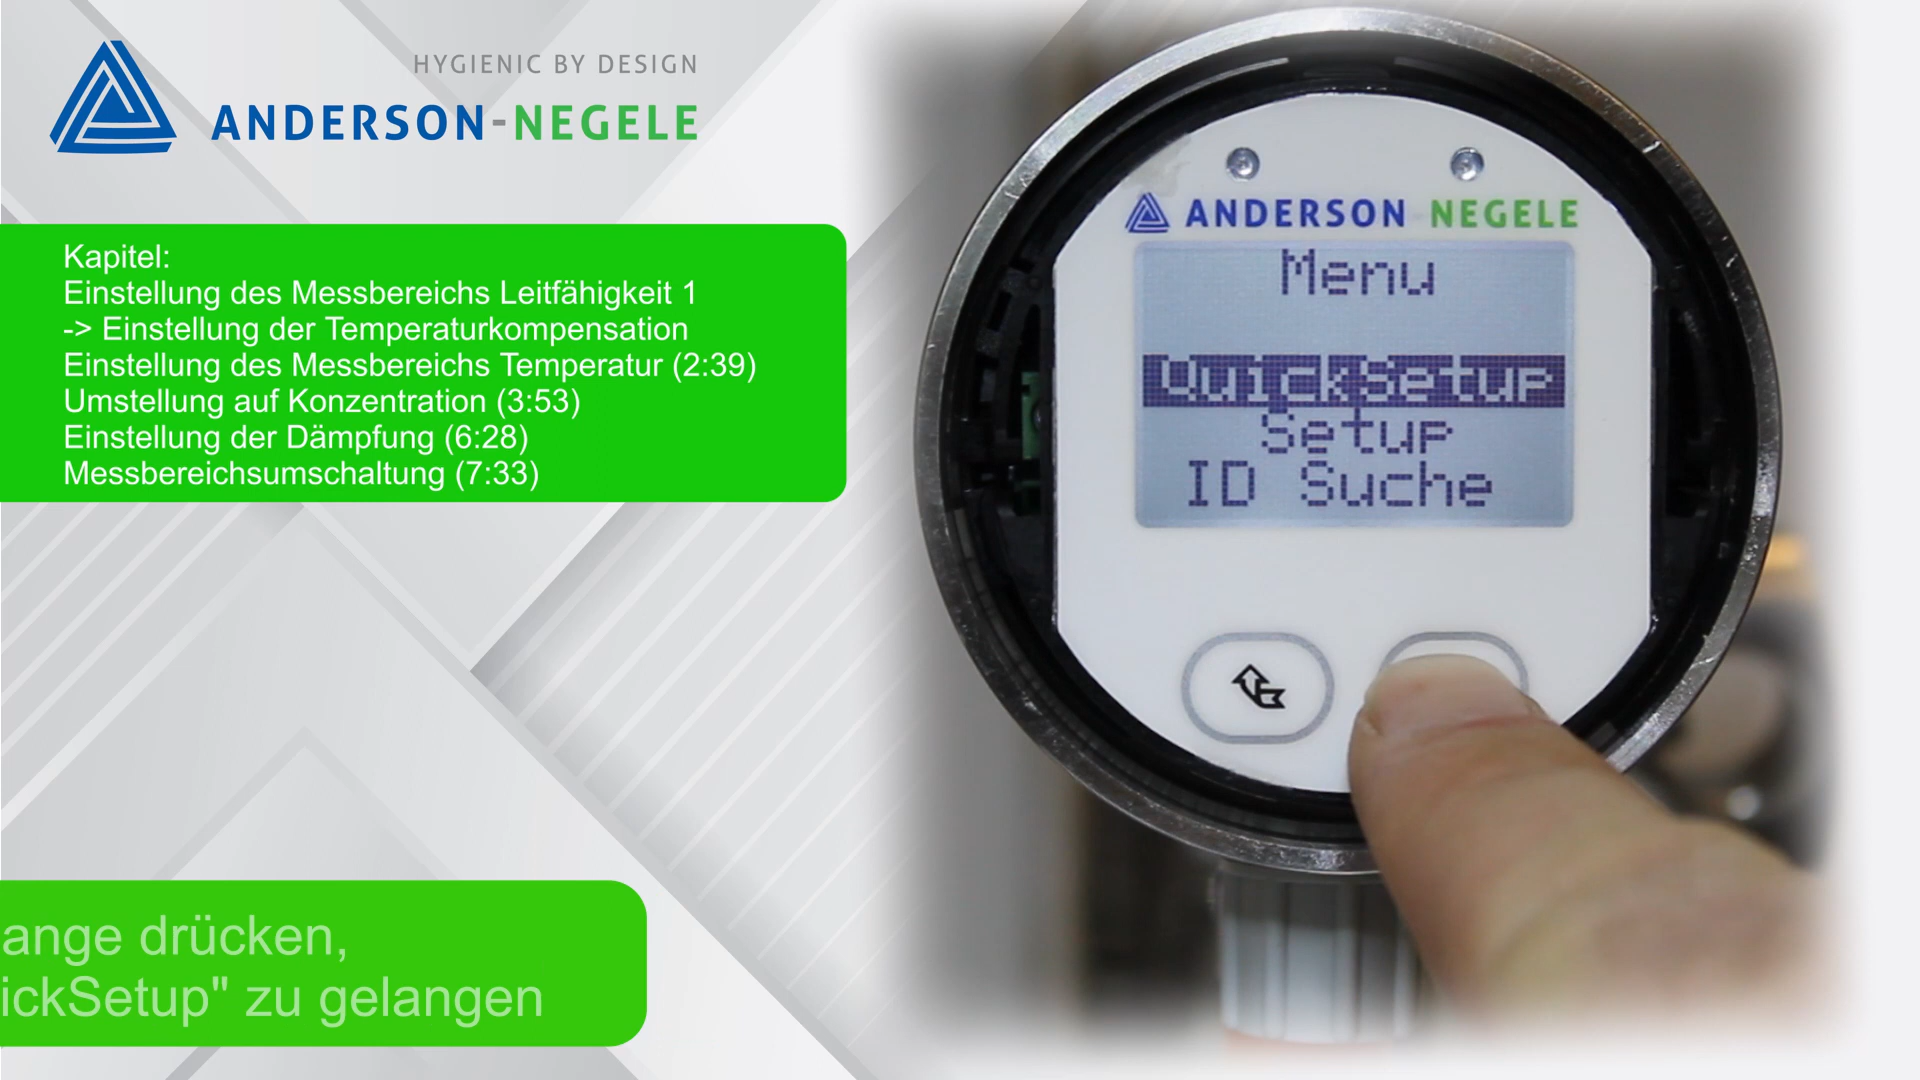 HYGIENIC BY DESIGN
ANDERSON-NEGELE
Kapitel:
Einstellung des Messbereichs Leitfähigkeit 1
-> Einstellung der Temperaturkompensation
Einstellung des Messbereichs Temperatur (2:39)
Umstellung auf Konzentration (3:53)
Einstellung der Dämpfung (6:28)
Messbereichsumschaltung (7:33)
ange drücken,
ickSetup" zu gelangen
ANDERSON NEGELE
Menu
QuickSetup
Setup
ID Suche